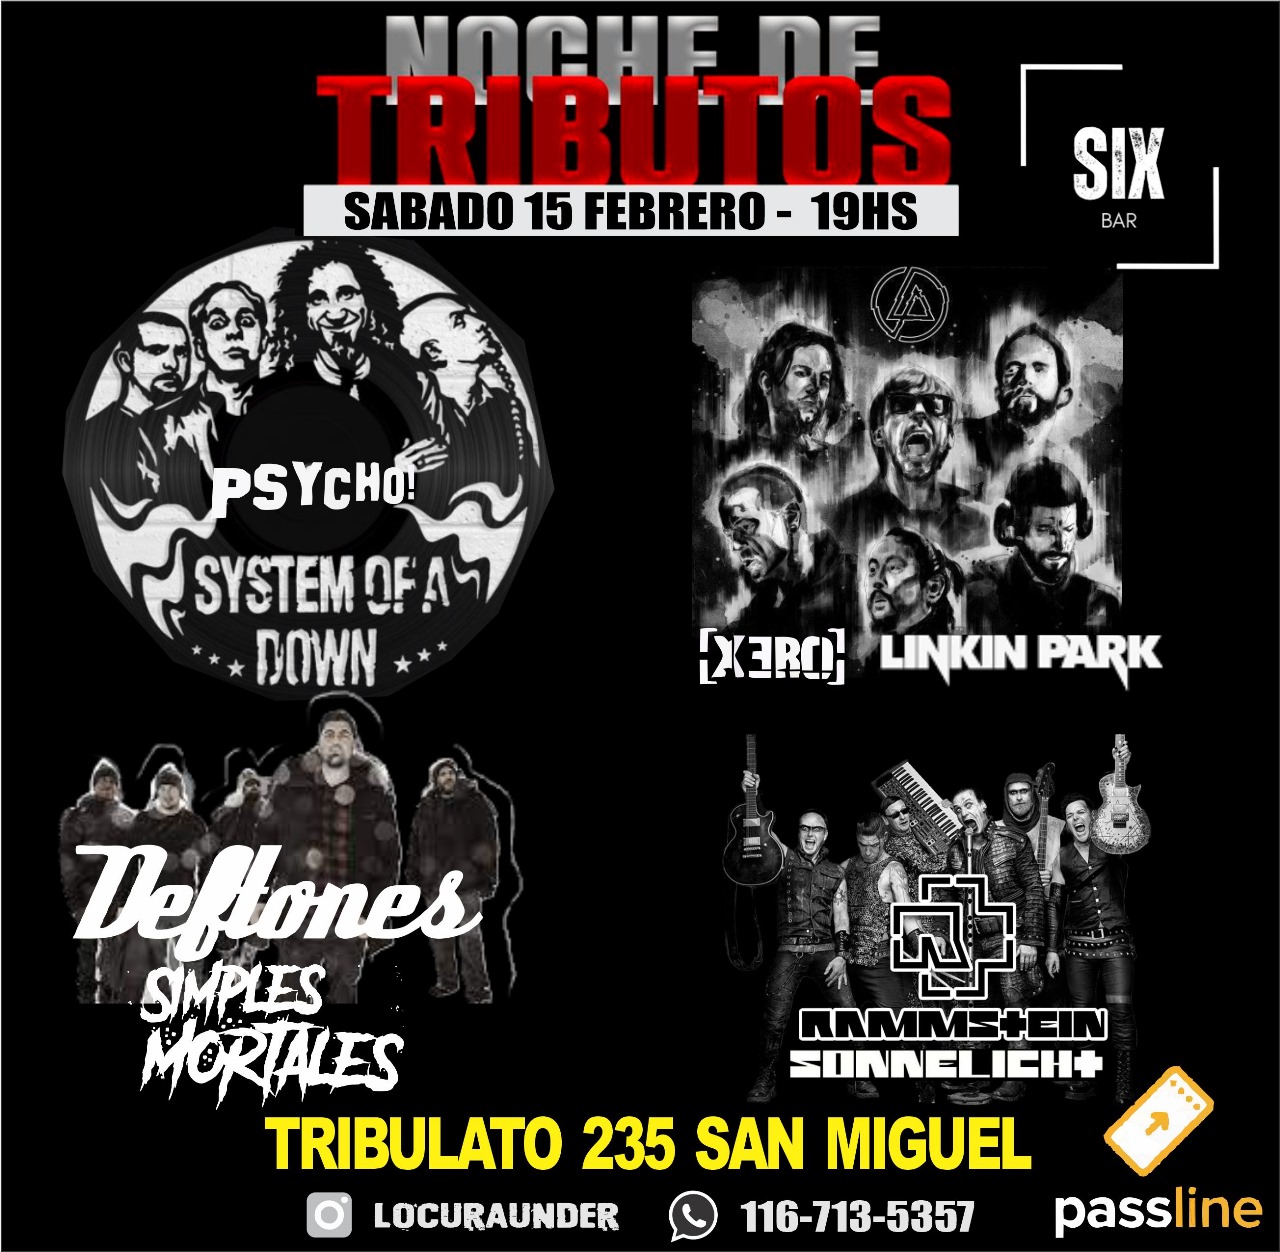 NOCHE DE
TRIBUTOS
SABADO 15 FEBRERO - 19HS
SIX
BAR
PSYCHO!
SYSTEM OF A
DOWN
[XERO] LINKIN PARK
Deftones
SIMPLES
MORTALES
RAMMSTEIN
SONNELICHT
TRIBULATO 235 SAN MIGUEL
LOCURAUNDER 116-713-5357
passline